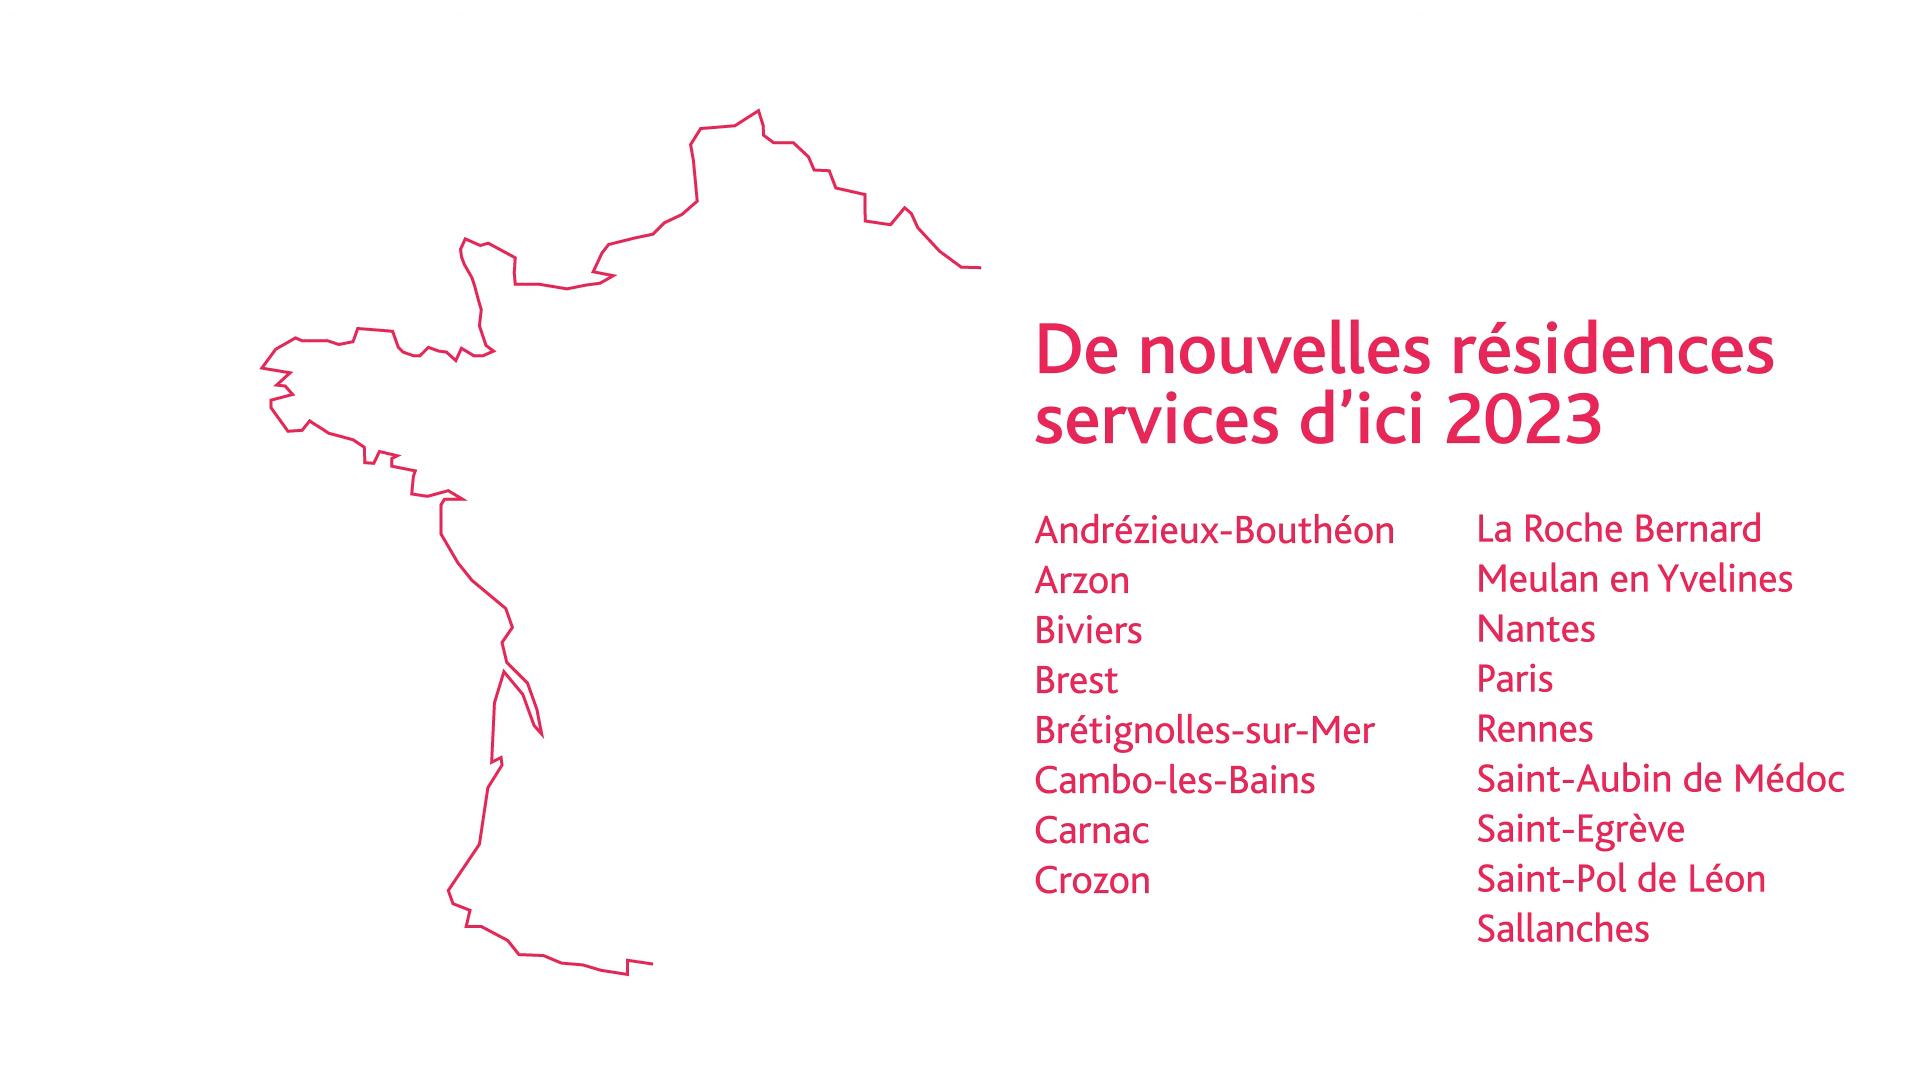 De nouvelles résidences
services d’ici 2023
Andrézieux-Bouthéon
Arzon
Biviers
Brest
Brétignolles-sur-Mer
Cambo-les-Bains
Carnac
Crozon
La Roche Bernard
Meulan en Yvelines
Nantes
Paris
Rennes
Saint-Aubin de Médoc
Saint-Egrève
Saint-Pol de Léon
Sallanches